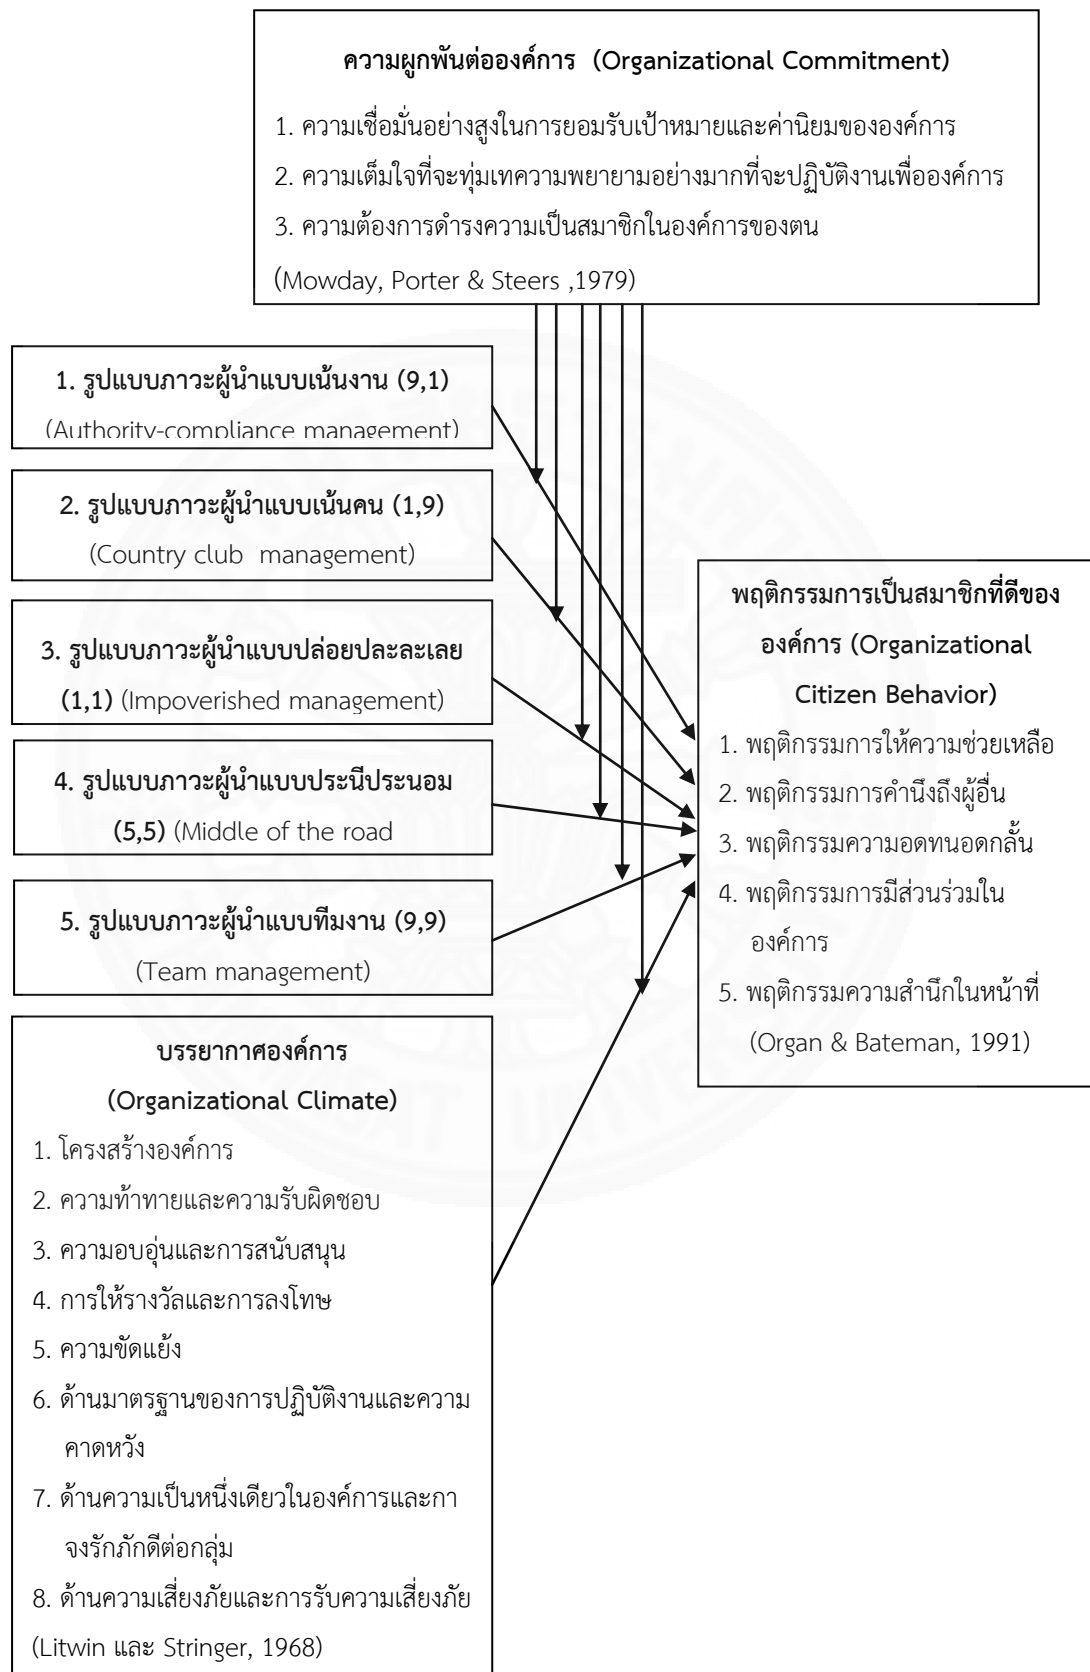 ความผูกพันต่อองค์การ (Organizational Commitment)
1. ความเชื่อมั่นอย่างสูงในการยอมรับเป้าหมายและค่านิยมขององค์การ
2. ความเต็มใจที่จะทุ่มเทความพยายามอย่างมากที่จะปฏิบัติงานเพื่อองค์การ
3. ความต้องการดำรงความเป็นสมาชิกในองค์การของตน
(Mowday, Porter & Steers ,1979)
1. รูปแบบภาวะผู้นำแบบเน้นงาน (9,1)
(Authority-compliance management)
2. รูปแบบภาวะผู้นำแบบเน้นคน (1,9)
(Country club management)
3. รูปแบบภาวะผู้นำแบบปล่อยปละละเลย
(1,1) (Impoverished management)
4. รูปแบบภาวะผู้นำแบบประนีประนอม
(5,5) (Middle of the road
5. รูปแบบภาวะผู้นำแบบทีมงาน (9,9)
(Team management)
บรรยากาศองค์การ
(Organizational Climate)
1. โครงสร้างองค์การ
2. ความท้าทายและความรับผิดชอบ
3. ความอบอุ่นและการสนับสนุน
4. การให้รางวัลและการลงโทษ
5. ความขัดแย้ง
6. ด้านมาตรฐานของการปฏิบัติงานและความ
คาดหวัง
7. ด้านความเป็นหนึ่งเดียวในองค์การและกา
จงรักภักดีต่อกลุ่ม
8. ด้านความเสี่ยงภัยและการรับความเสี่ยงภัย
(Litwin และ Stringer, 1968)
พฤติกรรมการเป็นสมาชิกที่ดีของ
องค์การ (Organizational
Citizen Behavior)
1. พฤติกรรมการให้ความช่วยเหลือ
2. พฤติกรรมการคำนึงถึงผู้อื่น
3. พฤติกรรมความอดทนอดกลั้น
4. พฤติกรรมการมีส่วนร่วมใน
องค์การ
5. พฤติกรรมความสำนึกในหน้าที่
(Organ & Bateman, 1991)